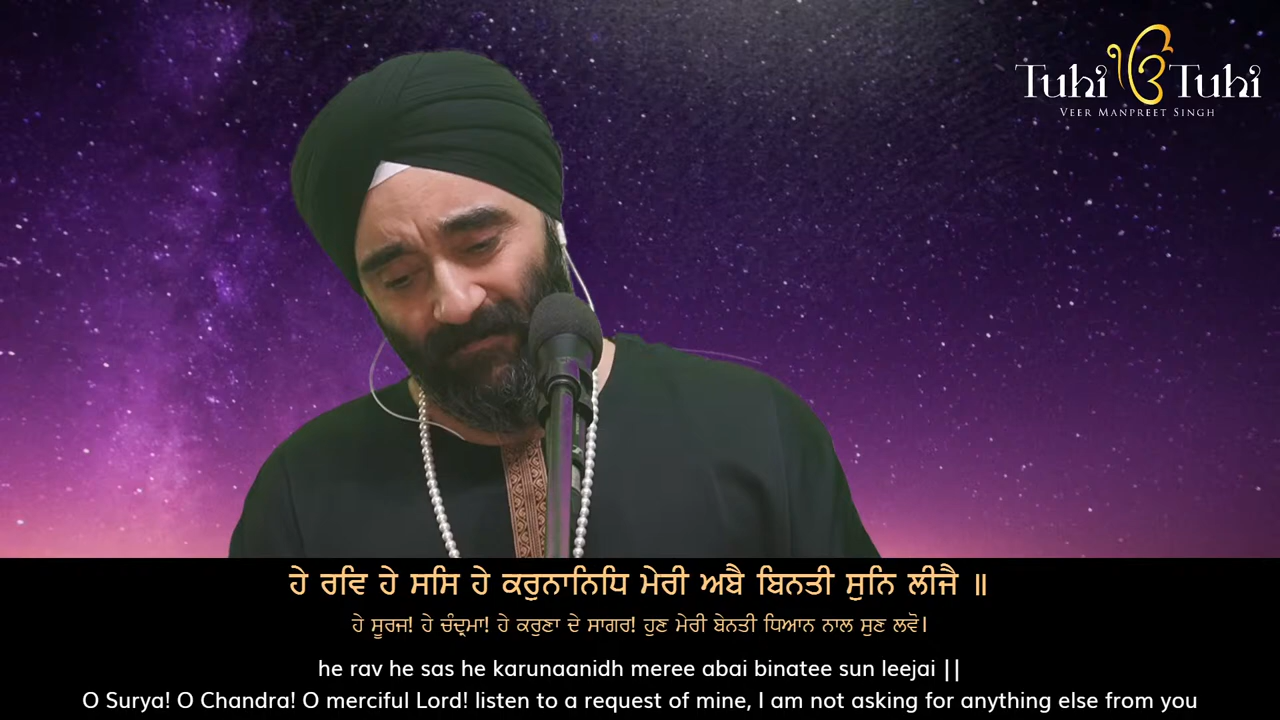 Tuhi ੴ Tuhi
VEER MANPREET SINGH
ਹੇ ਰਵਿ ਹੇ ਸਸਿ ਹੇ ਕਰੁਨਾਨਿਧਿ ਮੇਰੀ ਅਬੈ ਬਿਨਤੀ ਸੁਨਿ ਲੀਜੈ ॥
ਹੇ ਸੂਰਜ! ਹੇ ਚੰਦ੍ਰਮਾ! ਹੇ ਕਰੁਣਾ ਦੇ ਸਾਗਰ! ਹੁਣ ਮੇਰੀ ਬੇਨਤੀ ਧਿਆਨ ਨਾਲ ਸੁਣ ਲਵੋ।
he rav he sas he karunaanidh meree abai binatee sun leejai ||
O Surya! O Chandra! O merciful Lord! listen to a request of mine, I am not asking for anything else from you